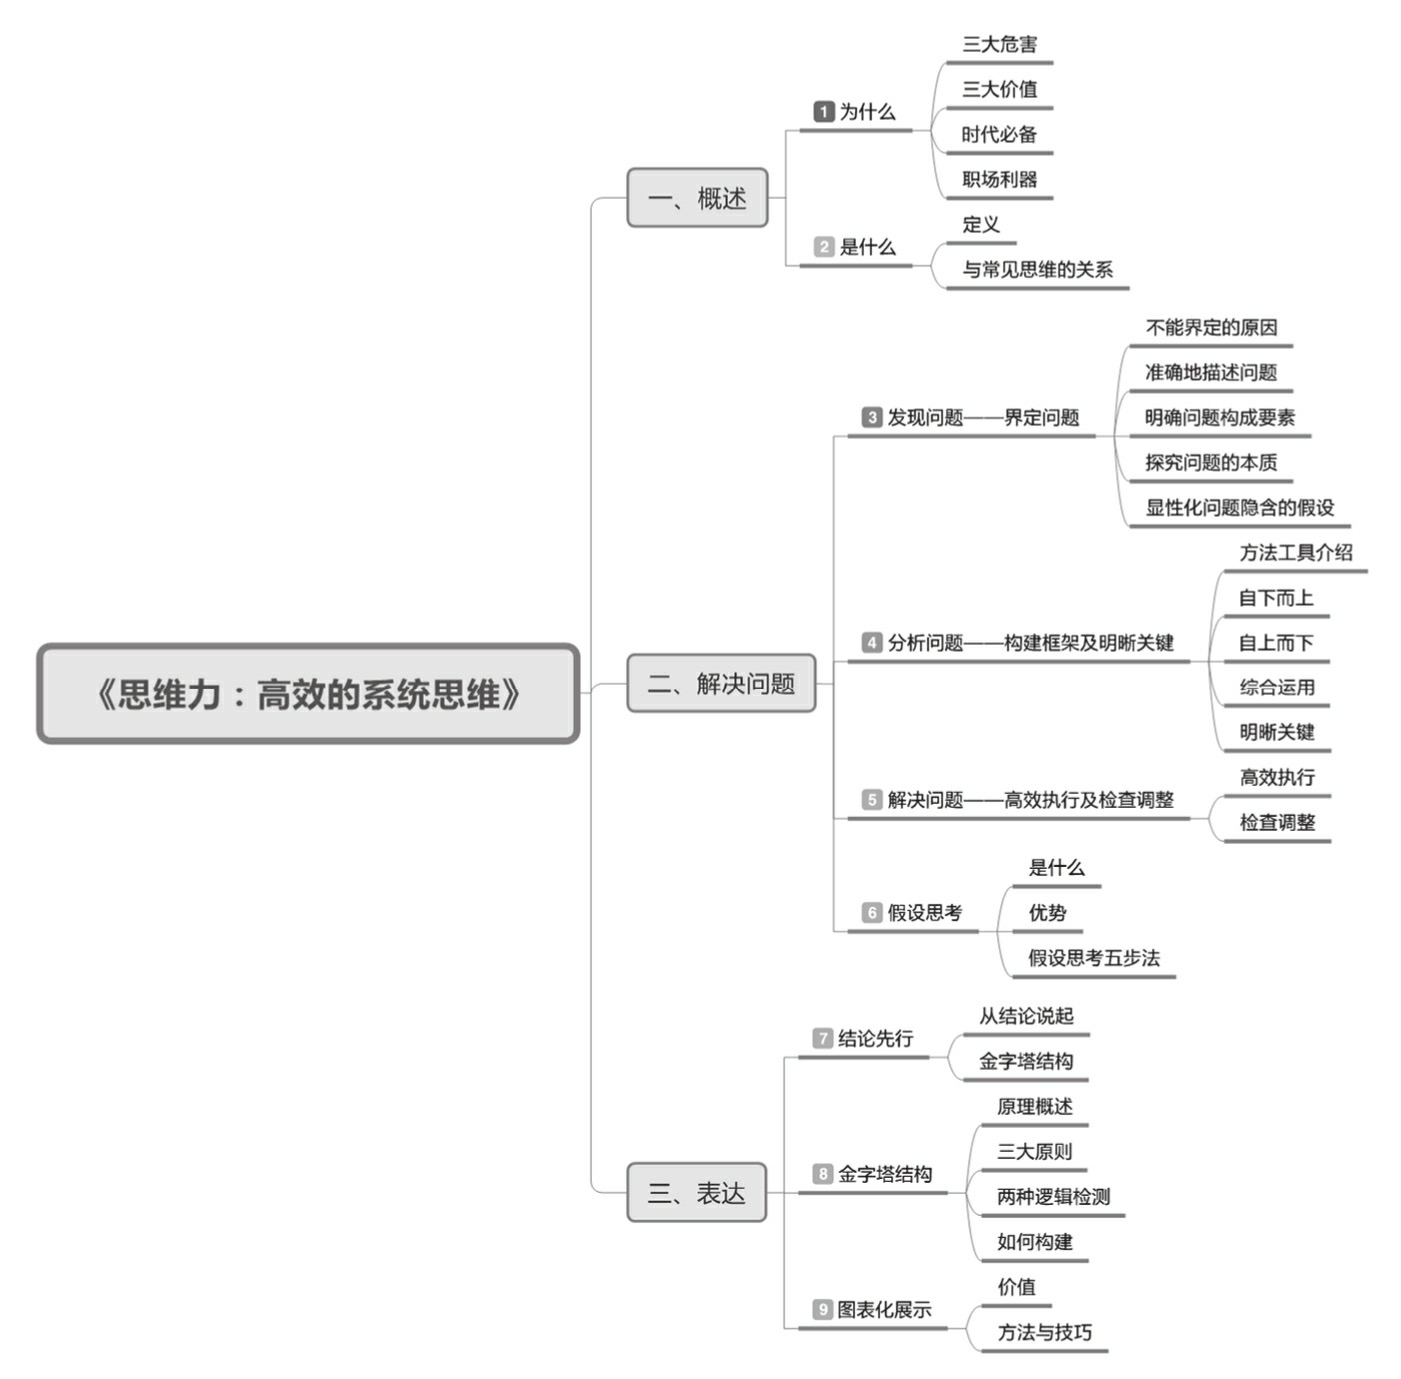 《思维力：高效的系统思维》
一、概述
1 为什么
三大危害
三大价值
时代必备
职场利器
2 是什么
定义
与常见思维的关系
二、解决问题
3 发现问题——界定问题
不能界定的原因
准确地描述问题
明确问题构成要素
探究问题的本质
显性化问题隐含的假设
4 分析问题——构建框架及明晰关键
方法工具介绍
自下而上
自上而下
综合运用
明晰关键
5 解决问题——高效执行及检查调整
高效执行
检查调整
6 假设思考
是什么
优势
假设思考五步法
三、表达
7 结论先行
从结论说起
金字塔结构
8 金字塔结构
原理概述
三大原则
两种逻辑检测
如何构建
9 图表化展示
价值
方法与技巧